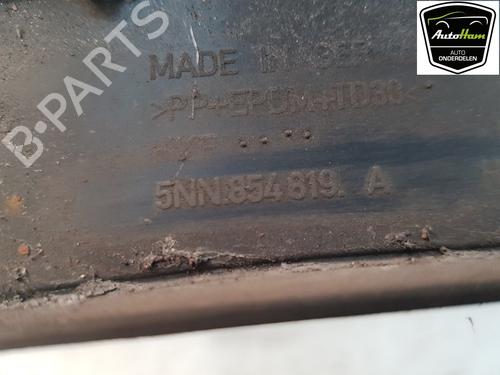 AutoHam
AUTO
ONDERDELEN
MADE IN
>PP+EPDM+TD30<
5NN.854 819. A
B-PARTS